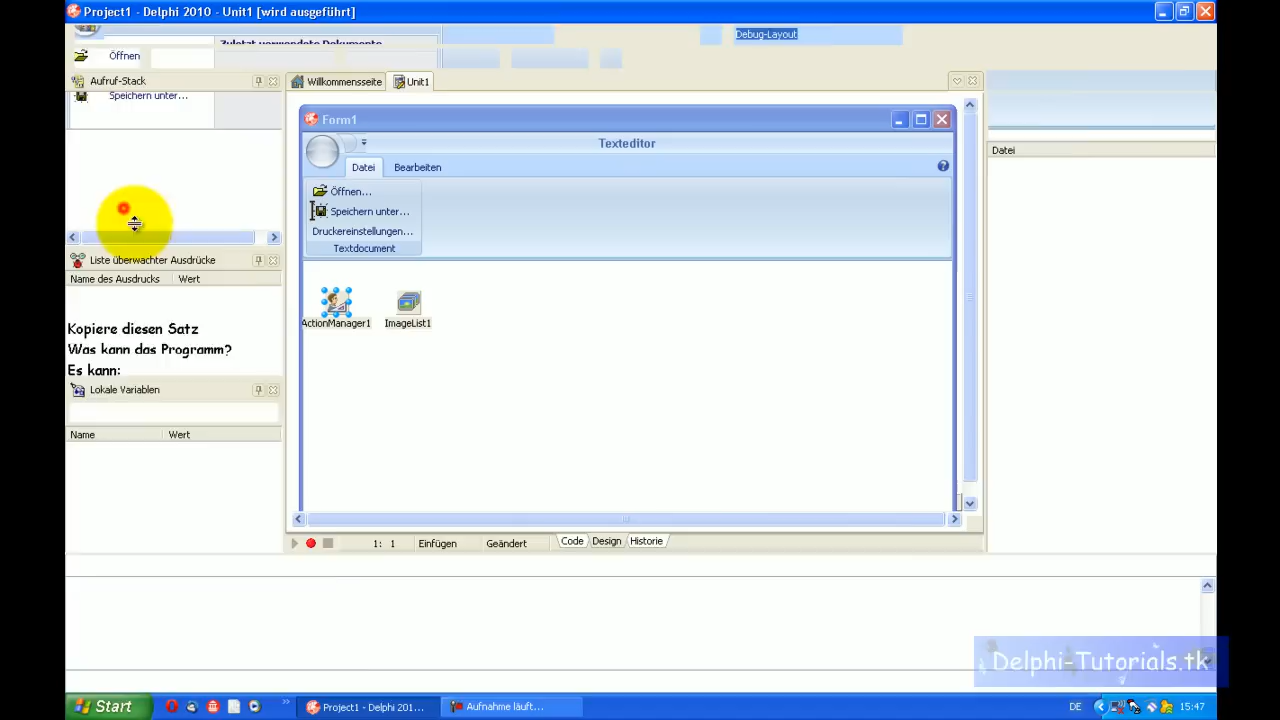 Project1 - Delphi 2010 - Unit1 [wird ausgeführt]
Zuletzt verwendete Dokumente
Debug-Layout
Öffnen
Aufruf-Stack
Willkommensseite
Unit1
Speichern unter...
Form1
Texteditor
Datei
Datei
Bearbeiten
Öffnen...
Speichern unter...
Druckereinstellungen...
Textdocument
Liste überwachter Ausdrücke
Name des Ausdrucks
Wert
ActionManager1
ImageList1
Kopiere diesen Satz
Was kann das Programm?
Es kann:
Lokale Variablen
Name
Wert
1: 1
Einfügen
Geändert
Code
Design
Historie
Delphi-Tutorials.tk
Start
Project1 - Delphi 201...
Aufnahme läuft...
DE
15:47